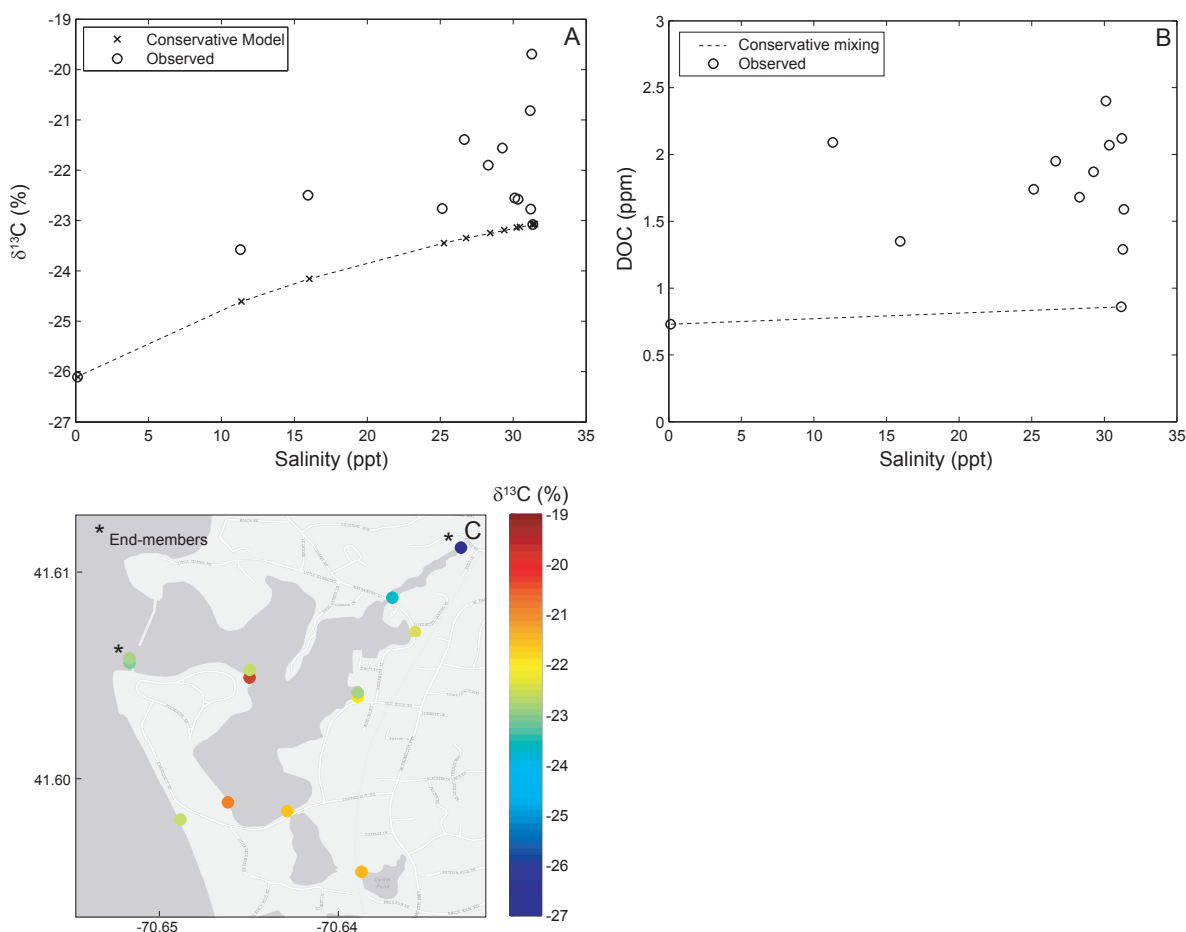 A
Conservative Model
Observed
δ¹³C (%)
-19
-20
-21
-22
-23
-24
-25
-26
-27
0 5 10 15 20 25 30 35
Salinity (ppt)
B
Conservative mixing
Observed
DOC (ppm)
3
2.5
2
1.5
1
0.5
0
0 5 10 15 20 25 30 35
Salinity (ppt)
C
* End-members
*
*
41.61
41.60
-70.65 -70.64
δ¹³C (%)
-19
-20
-21
-22
-23
-24
-25
-26
-27